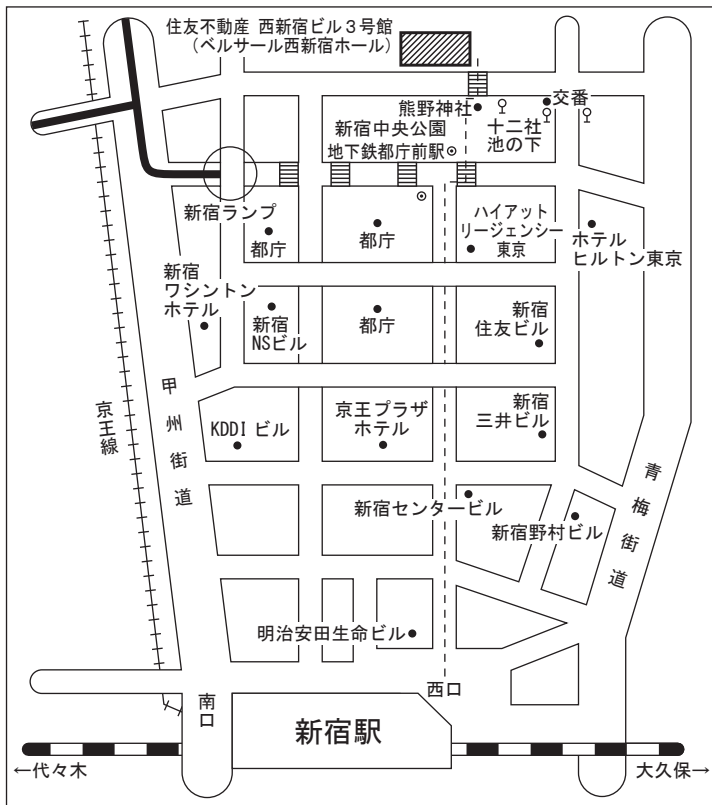 住友不動産 西新宿ビル3号館
（ベルサール西新宿ホール）
熊野神社
交番
新宿中央公園
十二社
池の下
地下鉄都庁前駅
新宿ランプ
都庁
都庁
ハイアット
リージェンシー
東京
ホテル
ヒルトン東京
新宿
ワシントン
ホテル
新宿
NSビル
都庁
新宿
住友ビル
京王線
甲州街道
KDDI ビル
京王プラザ
ホテル
新宿
三井ビル
青梅街道
新宿センタービル
新宿野村ビル
明治安田生命ビル
南口
西口
新宿駅
←代々木
大久保→